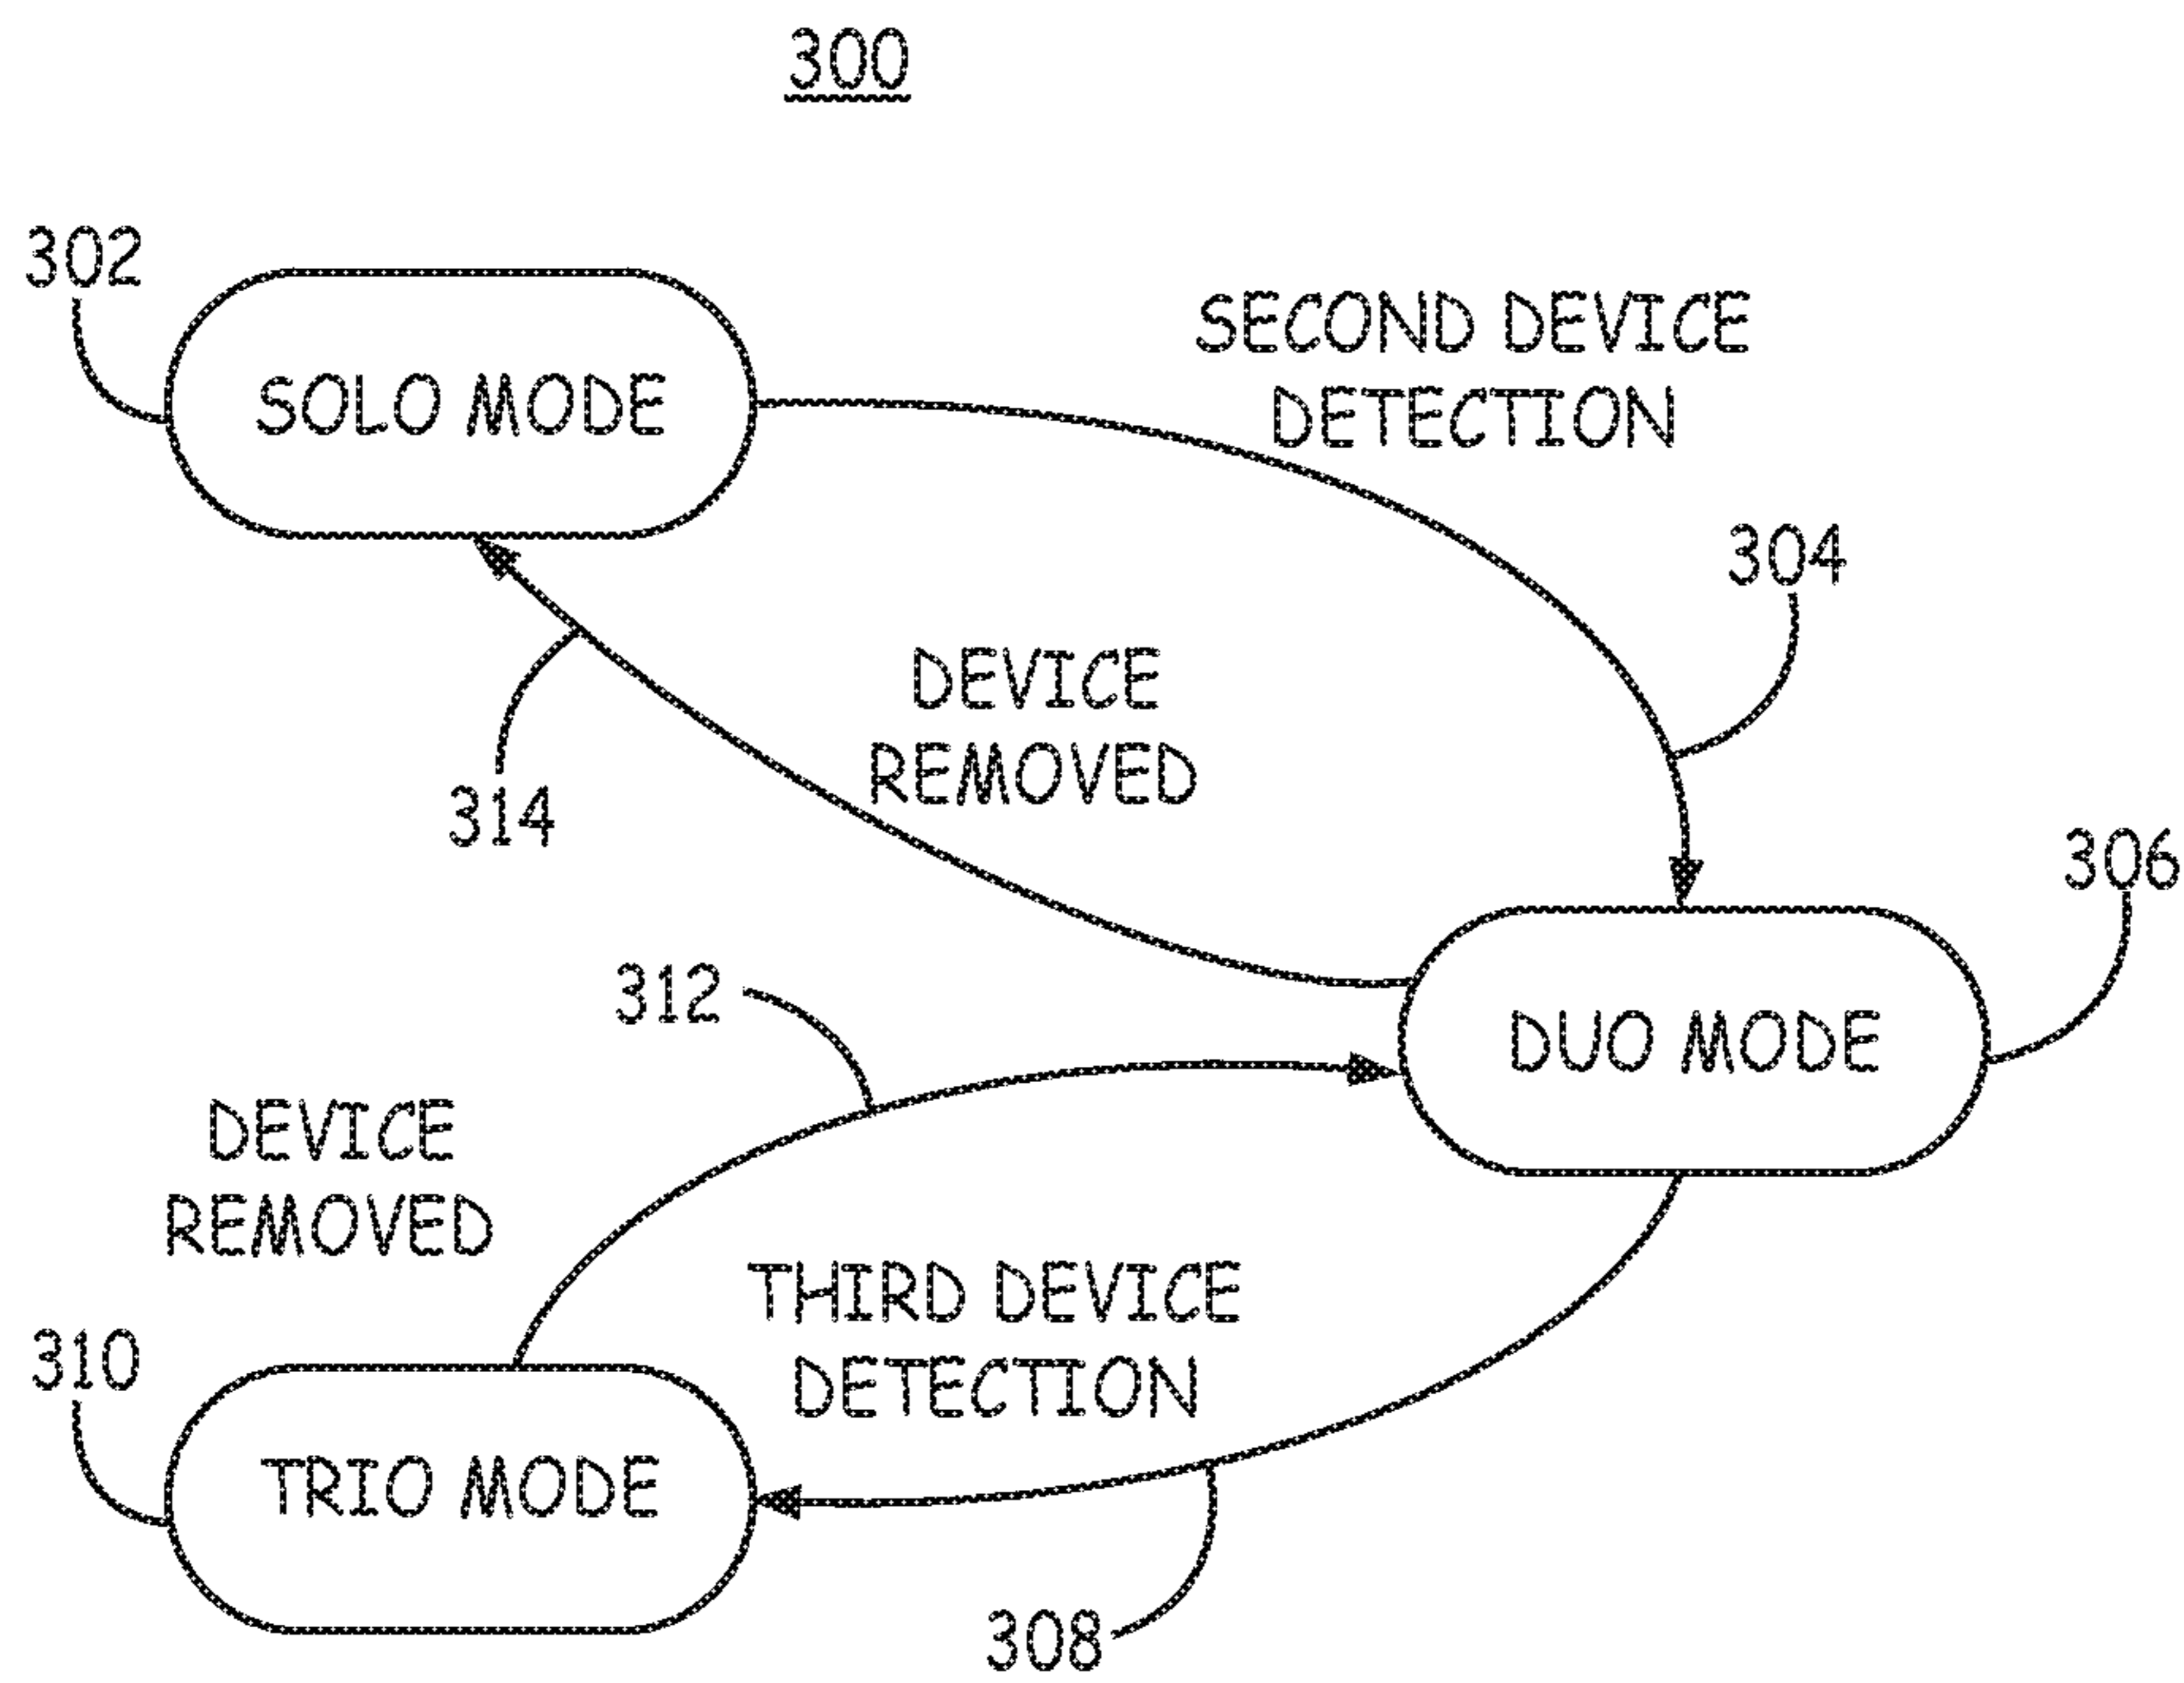 300
302
SOLO MODE
SECOND DEVICE
DETECTION
304
DEVICE
REMOVED
314
306
DUO MODE
312
DEVICE
REMOVED
THIRD DEVICE
DETECTION
310
TRIO MODE
308